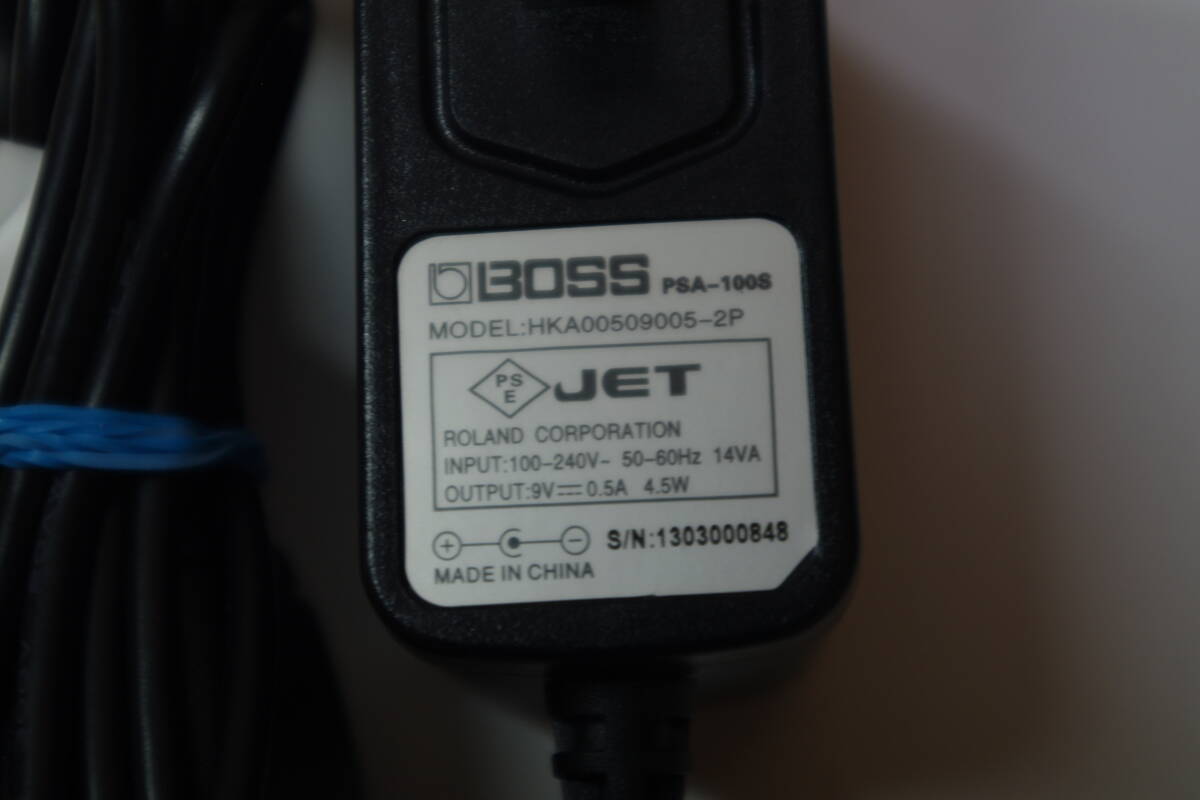 BOSS PSA-100S
MODEL:HKA00509005-2P
PS E JET
ROLAND CORPORATION
INPUT:100-240V~ 50-60Hz 14VA
OUTPUT:9V⎓0.5A 4.5W
+ - S/N:1303000848
MADE IN CHINA